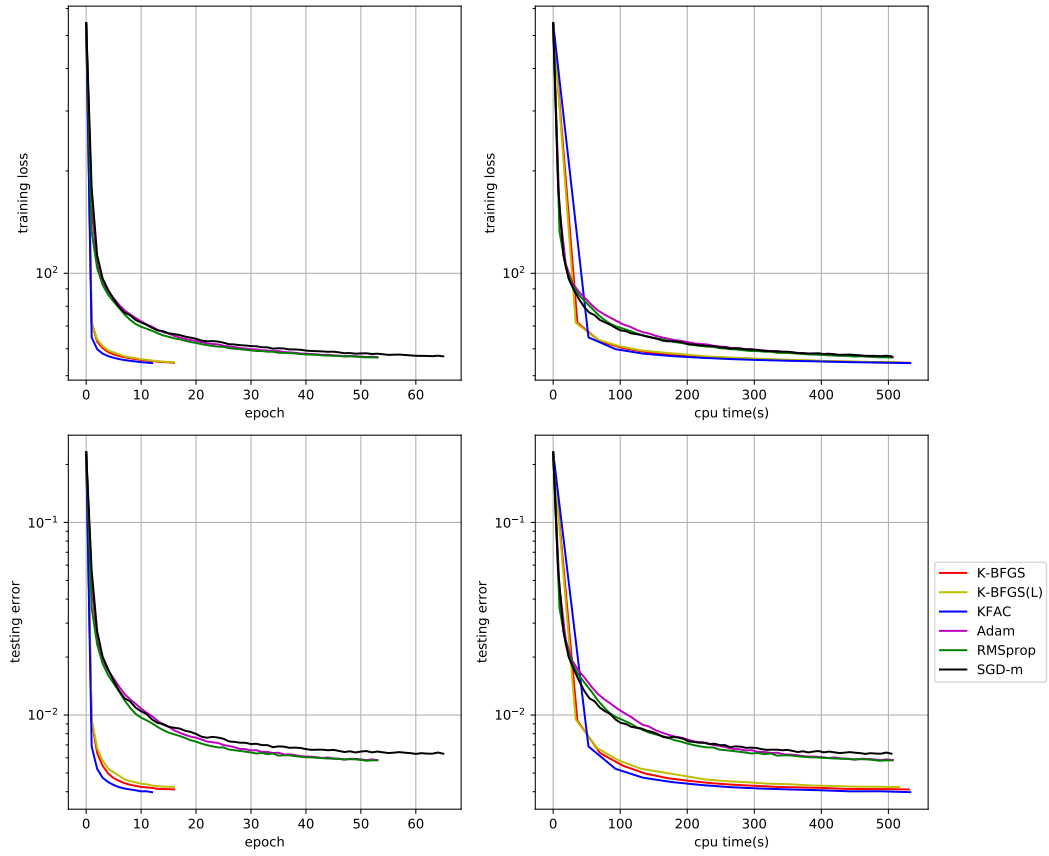 training loss
10²
0 10 20 30 40 50 60
epoch
training loss
10²
0 100 200 300 400 500
cpu time(s)
testing error
10⁻¹
10⁻²
0 10 20 30 40 50 60
epoch
testing error
10⁻¹
10⁻²
0 100 200 300 400 500
cpu time(s)
K-BFGS
K-BFGS(L)
KFAC
Adam
RMSprop
SGD-m